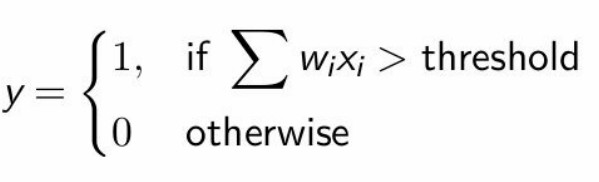 y = { 1, if ∑ wᵢxᵢ > threshold
0 otherwise